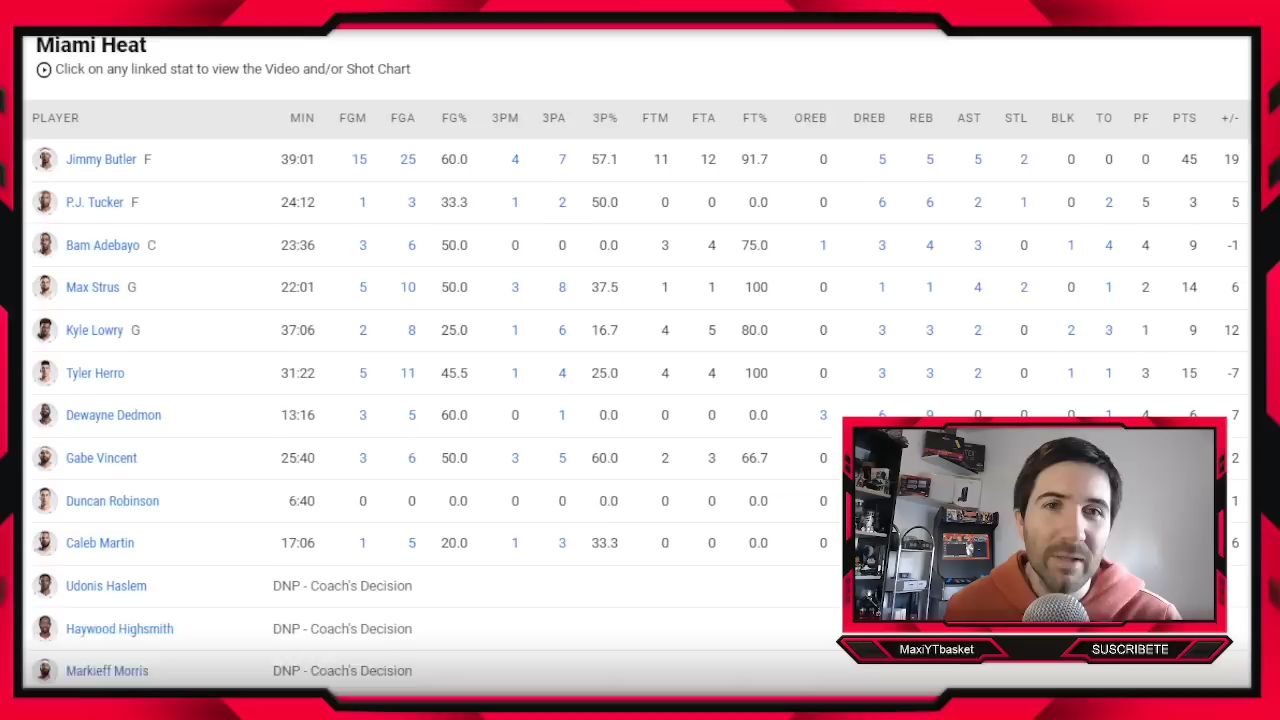 Miami Heat
Click on any linked stat to view the Video and/or Shot Chart
PLAYER MIN FGM FGA FG% 3PM 3PA 3P% FTM FTA FT% OREB DREB REB AST STL BLK TO PF PTS +/-
Jimmy Butler F 39:01 15 25 60.0 4 7 57.1 11 12 91.7 0 5 5 5 2 0 0 0 45 19
P.J. Tucker F 24:12 1 3 33.3 1 2 50.0 0 0 0.0 0 6 6 2 1 0 2 5 3 5
Bam Adebayo C 23:36 3 6 50.0 0 0 0.0 3 4 75.0 1 3 4 3 0 1 4 4 9 -1
Max Strus G 22:01 5 10 50.0 3 8 37.5 1 1 100 0 1 1 4 2 0 1 2 14 6
Kyle Lowry G 37:06 2 8 25.0 1 6 16.7 4 5 80.0 0 3 3 2 0 2 3 1 9 12
Tyler Herro 31:22 5 11 45.5 1 4 25.0 4 4 100 0 3 3 2 0 1 1 3 15 -7
Dewayne Dedmon 13:16 3 5 60.0 0 1 0.0 0 0 0.0 3 6 9 0 0 0 1 4 6 7
Gabe Vincent 25:40 3 6 50.0 3 5 60.0 2 3 66.7 0 2
Duncan Robinson 6:40 0 0 0.0 0 0 0.0 0 0 0.0 0 1
Caleb Martin 17:06 1 5 20.0 1 3 33.3 0 0 0.0 0 6
Udonis Haslem DNP - Coach's Decision
Haywood Highsmith DNP - Coach's Decision
Markieff Morris DNP - Coach's Decision
MaxiYTbasket
SUSCRIBETE